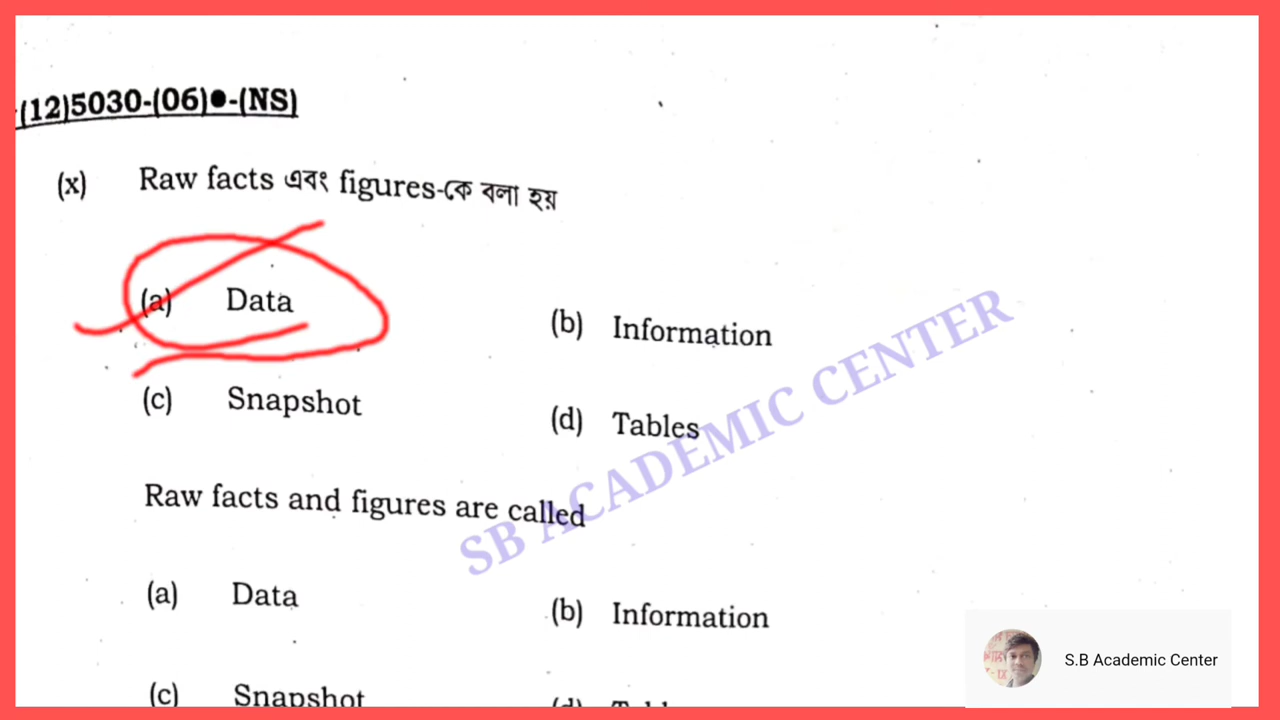 (12)5030-(06)●-(NS)
(x) Raw facts এবং figures-কে বলা হয়
(a) Data (b) Information
(c) Snapshot (d) Tables
Raw facts and figures are called
(a) Data (b) Information
(c) Snapshot (d)
SB ACADEMIC CENTER
S.B Academic Center